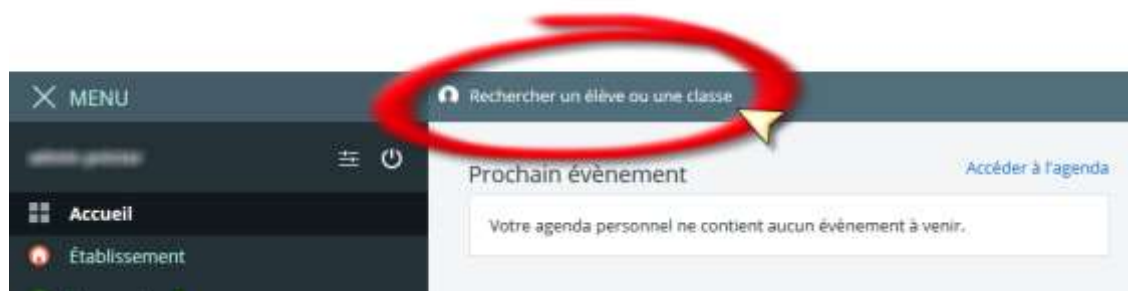 MENU
Rechercher un élève ou une classe
Prochain évènement
Accéder à l'agenda
Accueil
Votre agenda personnel ne contient aucun évènement à venir.
Établissement